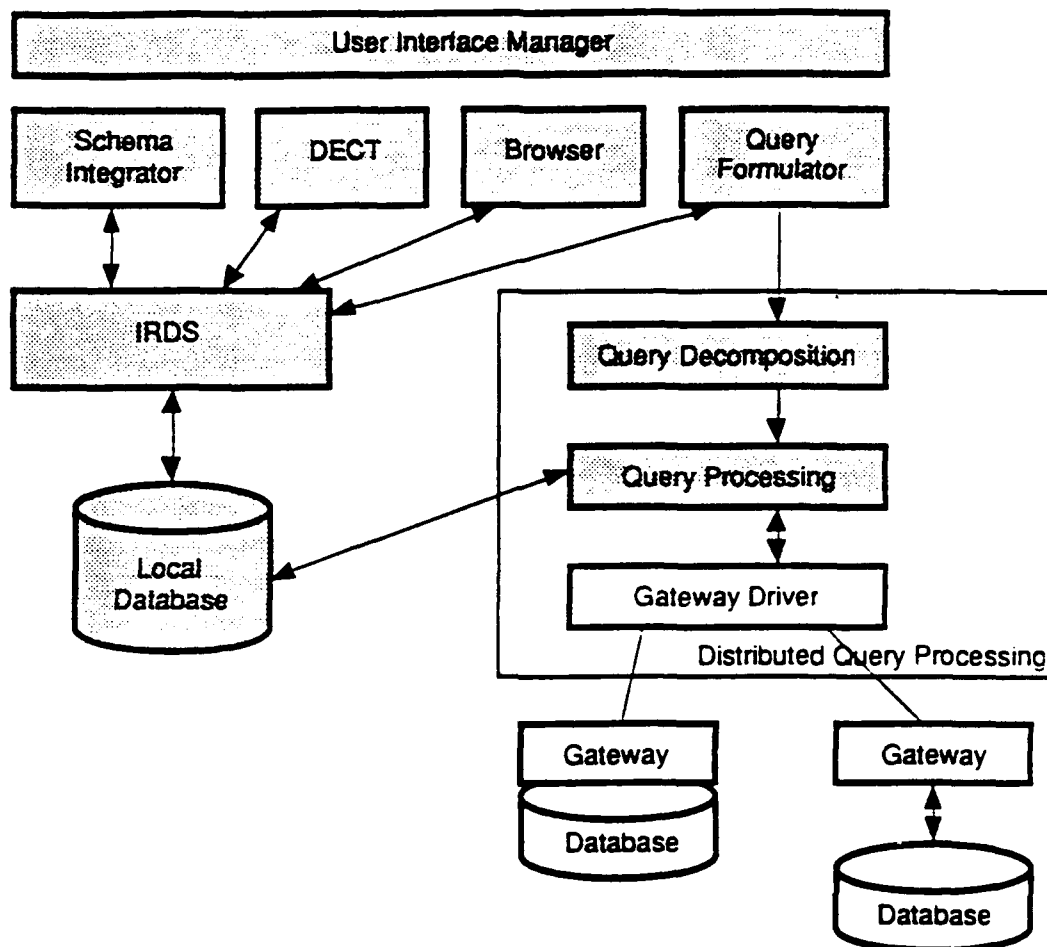 User Interface Manager
Schema
Integrator
DECT
Browser
Query
Formulator
IRDS
Query Decomposition
Query Processing
Local
Database
Gateway Driver
Distributed Query Processing
Gateway
Gateway
Database
Database